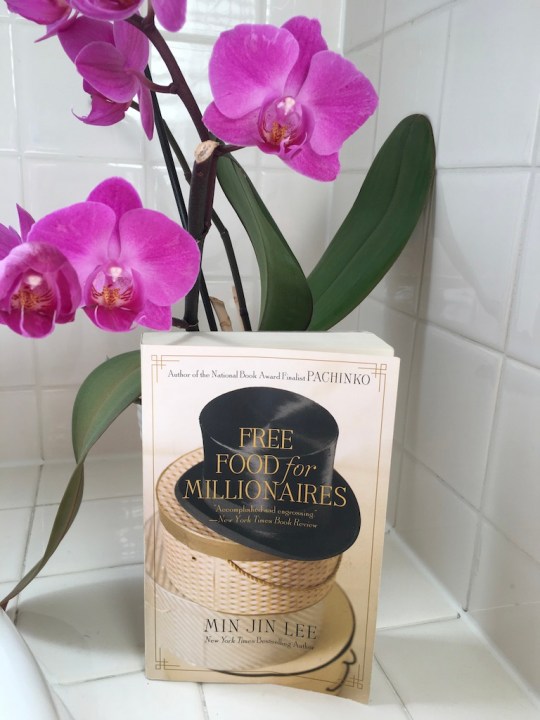 Author of the National Book Award Finalist PACHINKO
FREE
FOOD for
MILLIONAIRES
"Accomplished and engrossing"
—New York Times Book Review
MIN JIN LEE
New York Times Bestselling Author